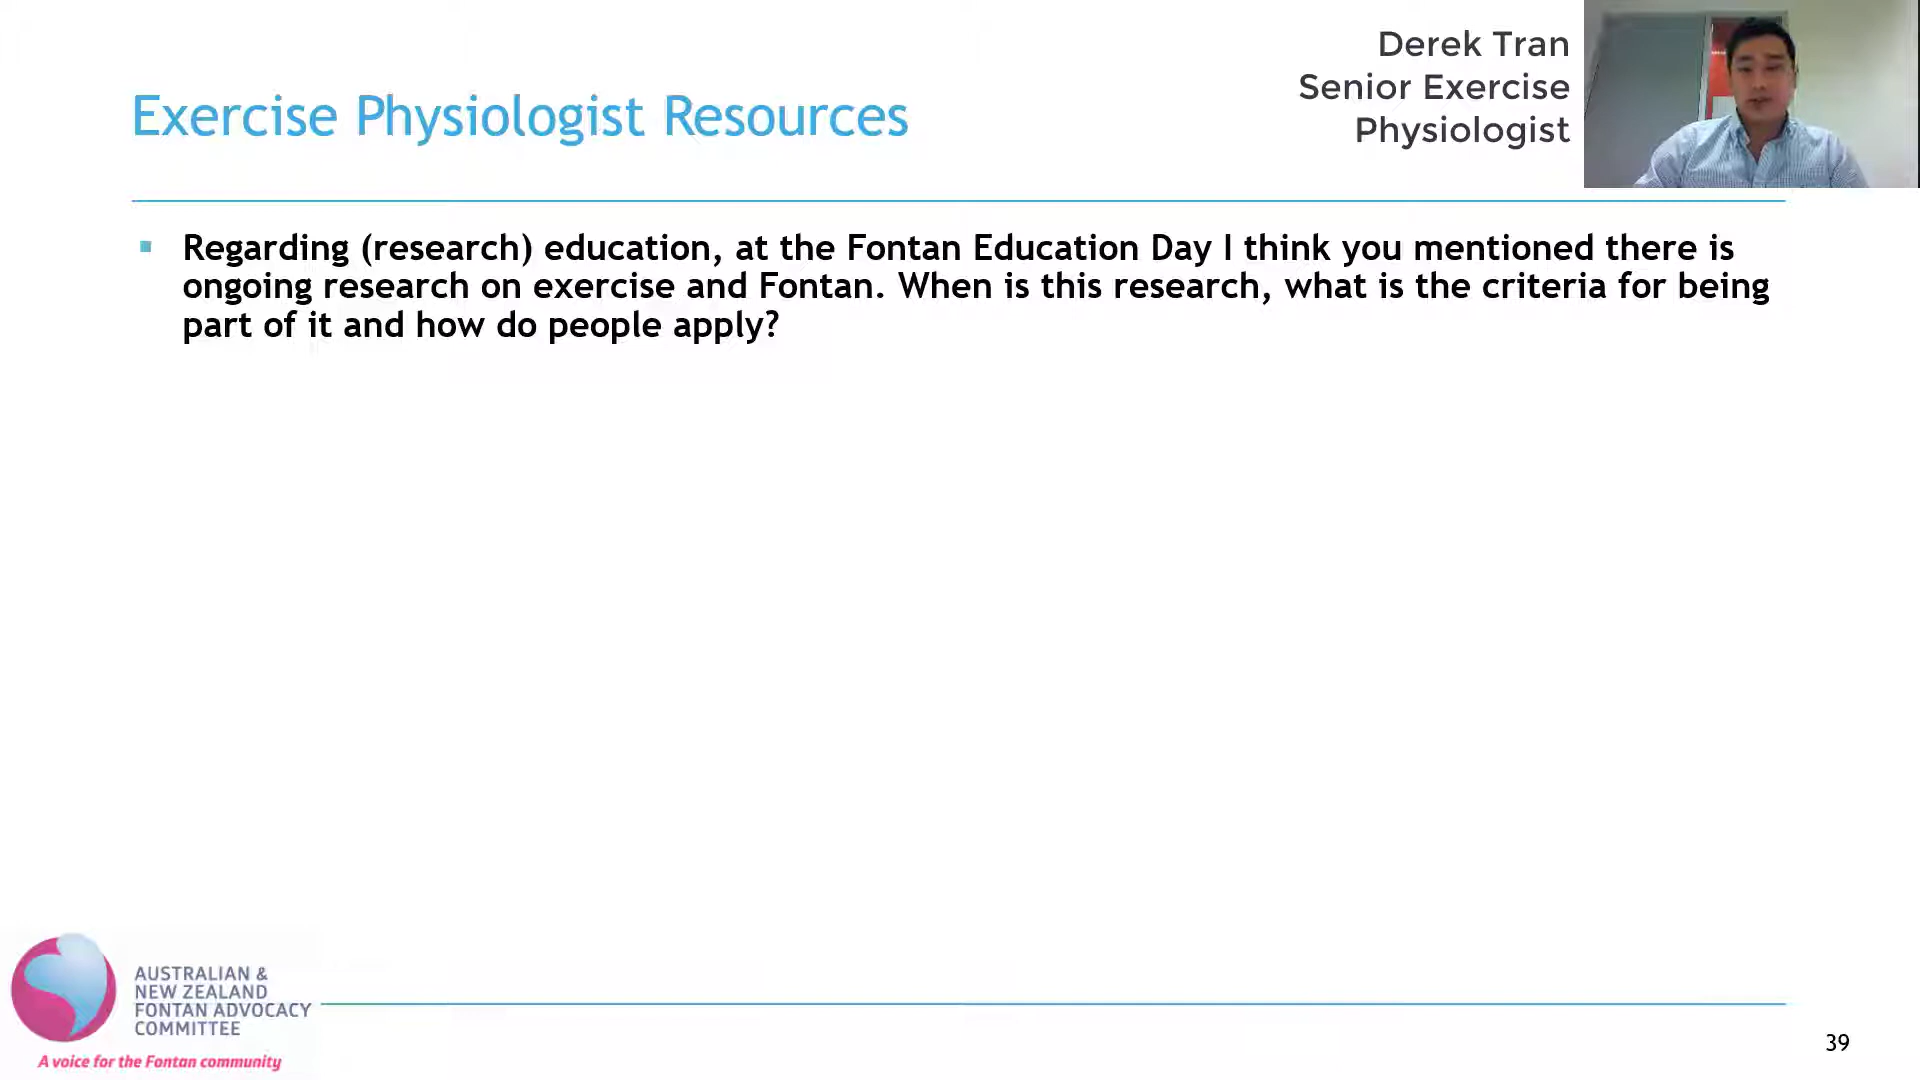 Derek Tran
Senior Exercise
Physiologist
Exercise Physiologist Resources
Regarding (research) education, at the Fontan Education Day I think you mentioned there is
ongoing research on exercise and Fontan. When is this research, what is the criteria for being
part of it and how do people apply?
AUSTRALIAN &
NEW ZEALAND
FONTAN ADVOCACY
COMMITTEE
A voice for the Fontan community
39